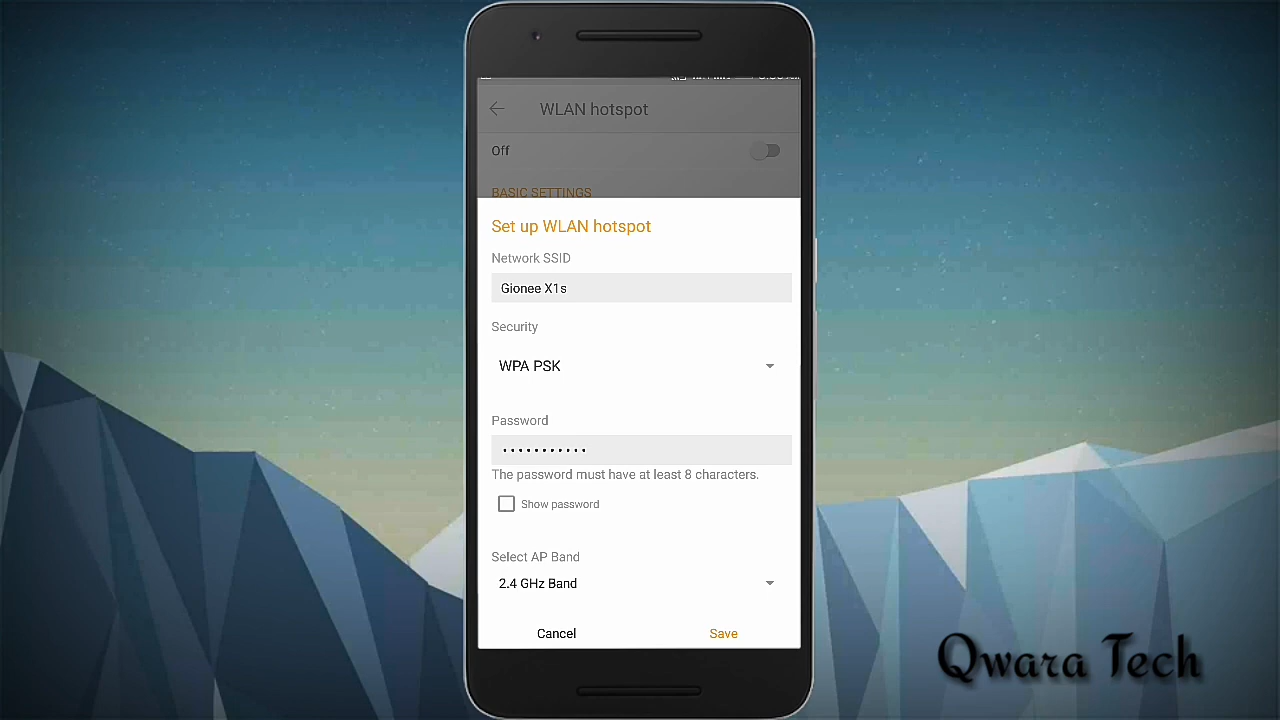 WLAN hotspot
Off
BASIC SETTINGS
Set up WLAN hotspot
Network SSID
Gionee X1s
Security
WPA PSK
Password
•••••••••••
The password must have at least 8 characters.
Show password
Select AP Band
2.4 GHz Band
Cancel Save
Qwara Tech